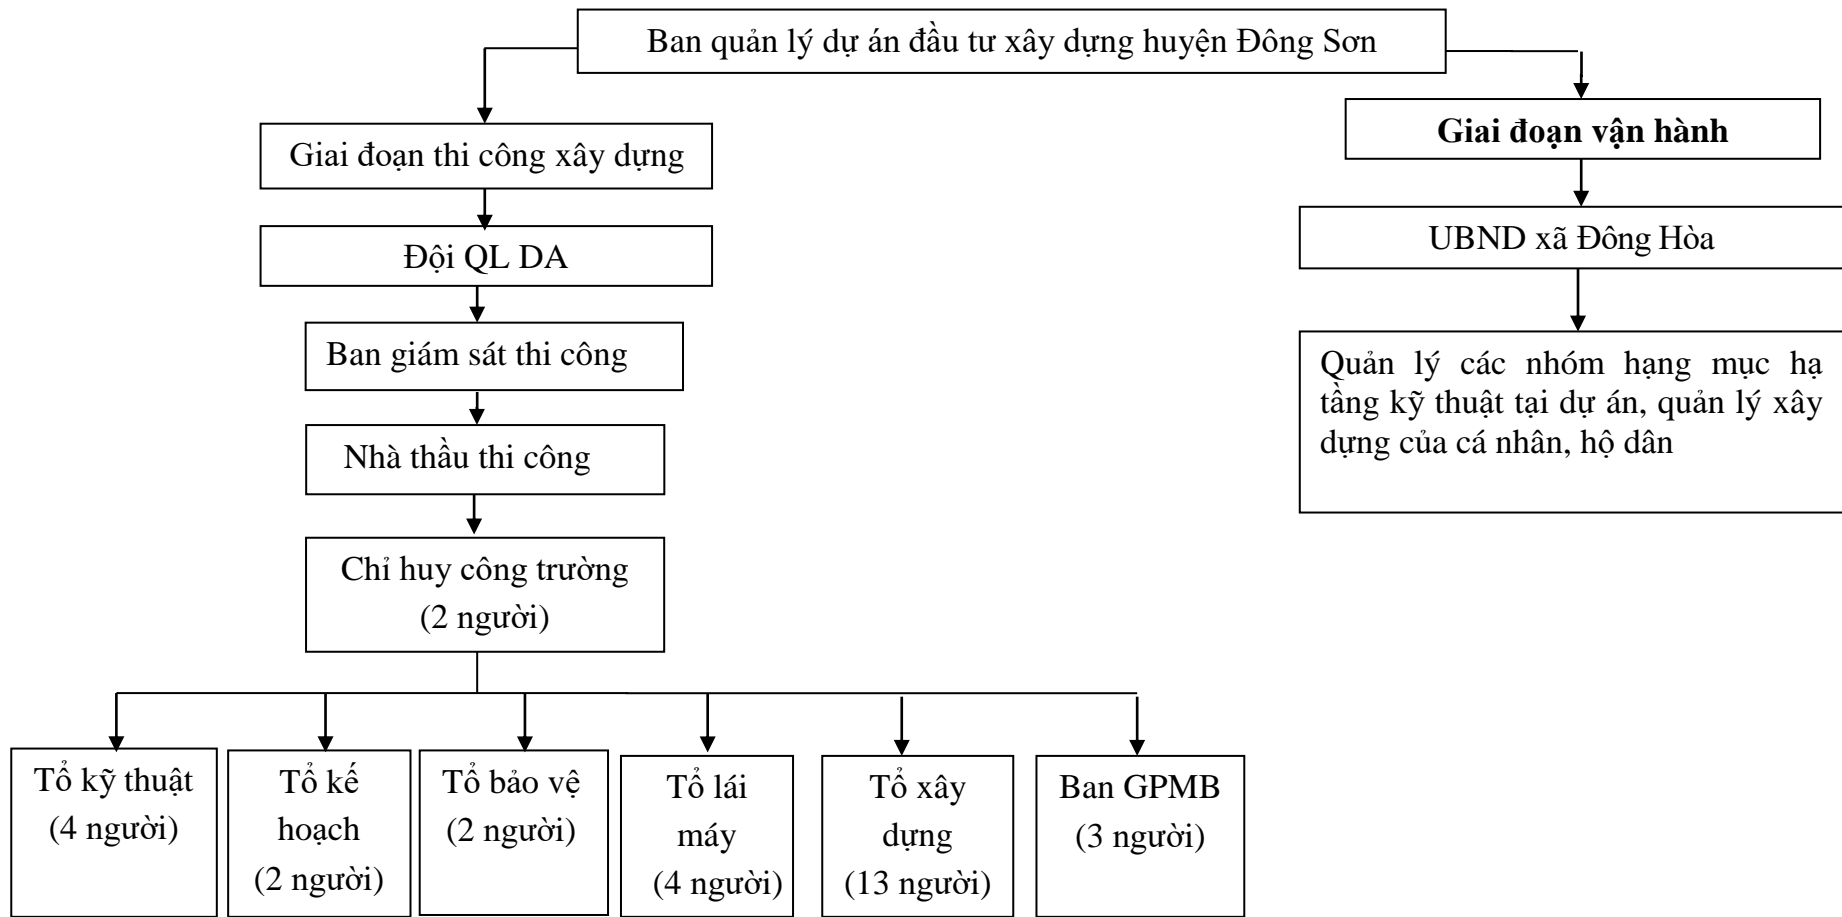 Ban quản lý dự án đầu tư xây dựng huyện Đông Sơn
Giai đoạn thi công xây dựng
Giai đoạn vận hành
Đội QL DA
UBND xã Đông Hòa
Ban giám sát thi công
Quản lý các nhóm hạng mục hạ
tầng kỹ thuật tại dự án, quản lý xây
dựng của cá nhân, hộ dân
Nhà thầu thi công
Chỉ huy công trường
(2 người)
Tổ kỹ thuật
(4 người)
Tổ kế
hoạch
(2 người)
Tổ bảo vệ
(2 người)
Tổ lái
máy
(4 người)
Tổ xây
dựng
(13 người)
Ban GPMB
(3 người)